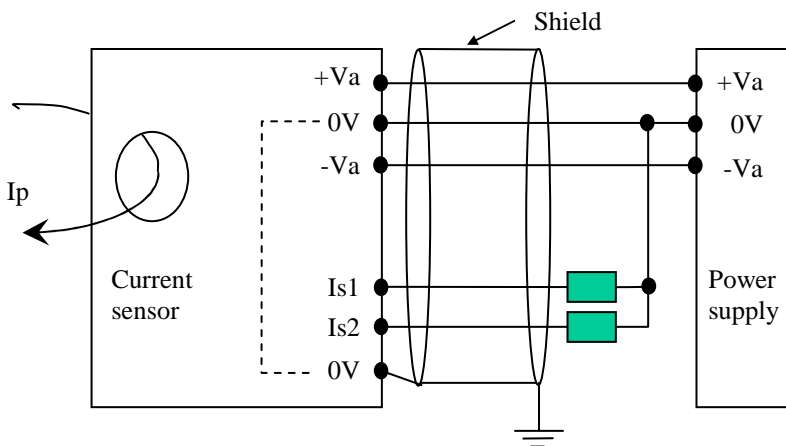 Shield
+Va
0V
-Va
Ip
Current
sensor
Is1
Is2
0V
+Va
0V
-Va
Power
supply